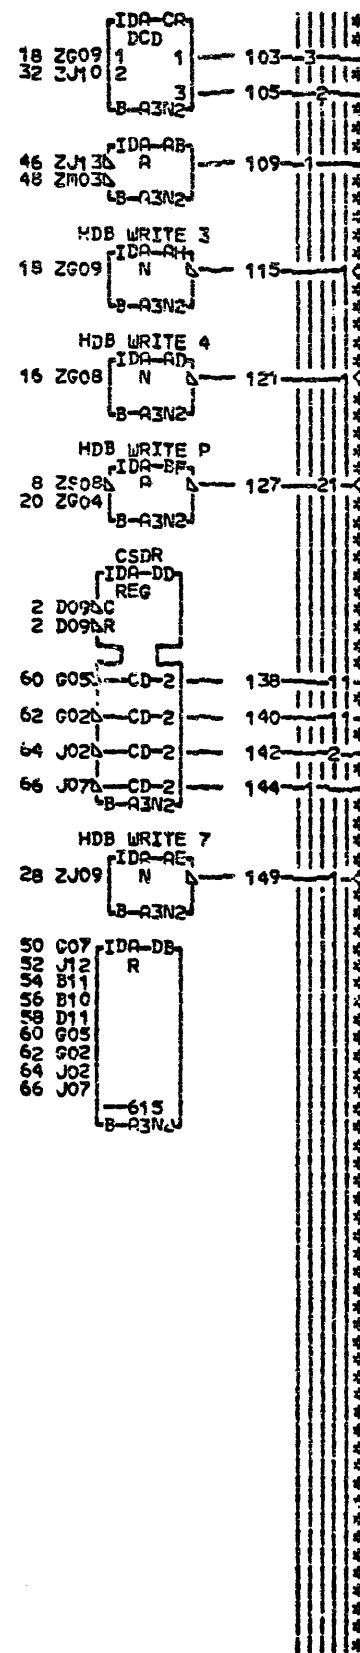 IDA-CA
DCD
18 ZG09 1 1 103 3
32 ZJ10 2
3 105 2
B-A3N2
IDA-AB
46 ZJ13 A 109 1
48 ZM03
B-A3N2
HDB WRITE 3
IDA-AH
18 ZG09 N 115
B-A3N2
HDB WRITE 4
IDA-AD
16 ZG08 N 121
B-A3N2
HDB WRITE P
IDA-BF
8 ZS08 A 127 21
20 ZG04
B-A3N2
CSDR
IDA-DD
REG
2 D09 C
2 D09 R
60 G05 CD-2 138 11
62 G02 CD-2 140 11
64 J02 CD-2 142 2
66 J07 CD-2 144
B-A3N2
HDB WRITE 7
IDA-AE
28 ZJ09 N 149
B-A3N2
50 G07 IDA-DB
52 J12 R
54 B11
56 B10
58 D11
60 G05
62 G02
64 J02
66 J07
615
B-A3N2